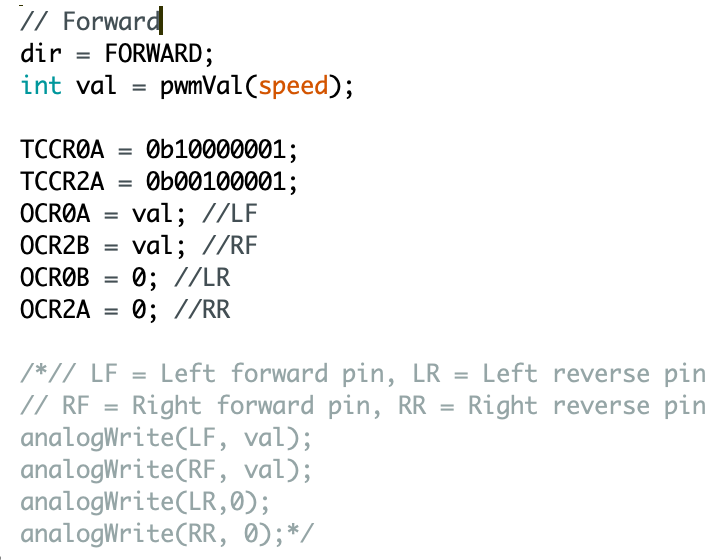 // Forward
dir = FORWARD;
int val = pwmVal(speed);
TCCR0A = 0b10000001;
TCCR2A = 0b00100001;
OCR0A = val; //LF
OCR2B = val; //RF
OCR0B = 0; //LR
OCR2A = 0; //RR
/*// LF = Left forward pin, LR = Left reverse pin
// RF = Right forward pin, RR = Right reverse pin
analogWrite(LF, val);
analogWrite(RF, val);
analogWrite(LR,0);
analogWrite(RR, 0);*/